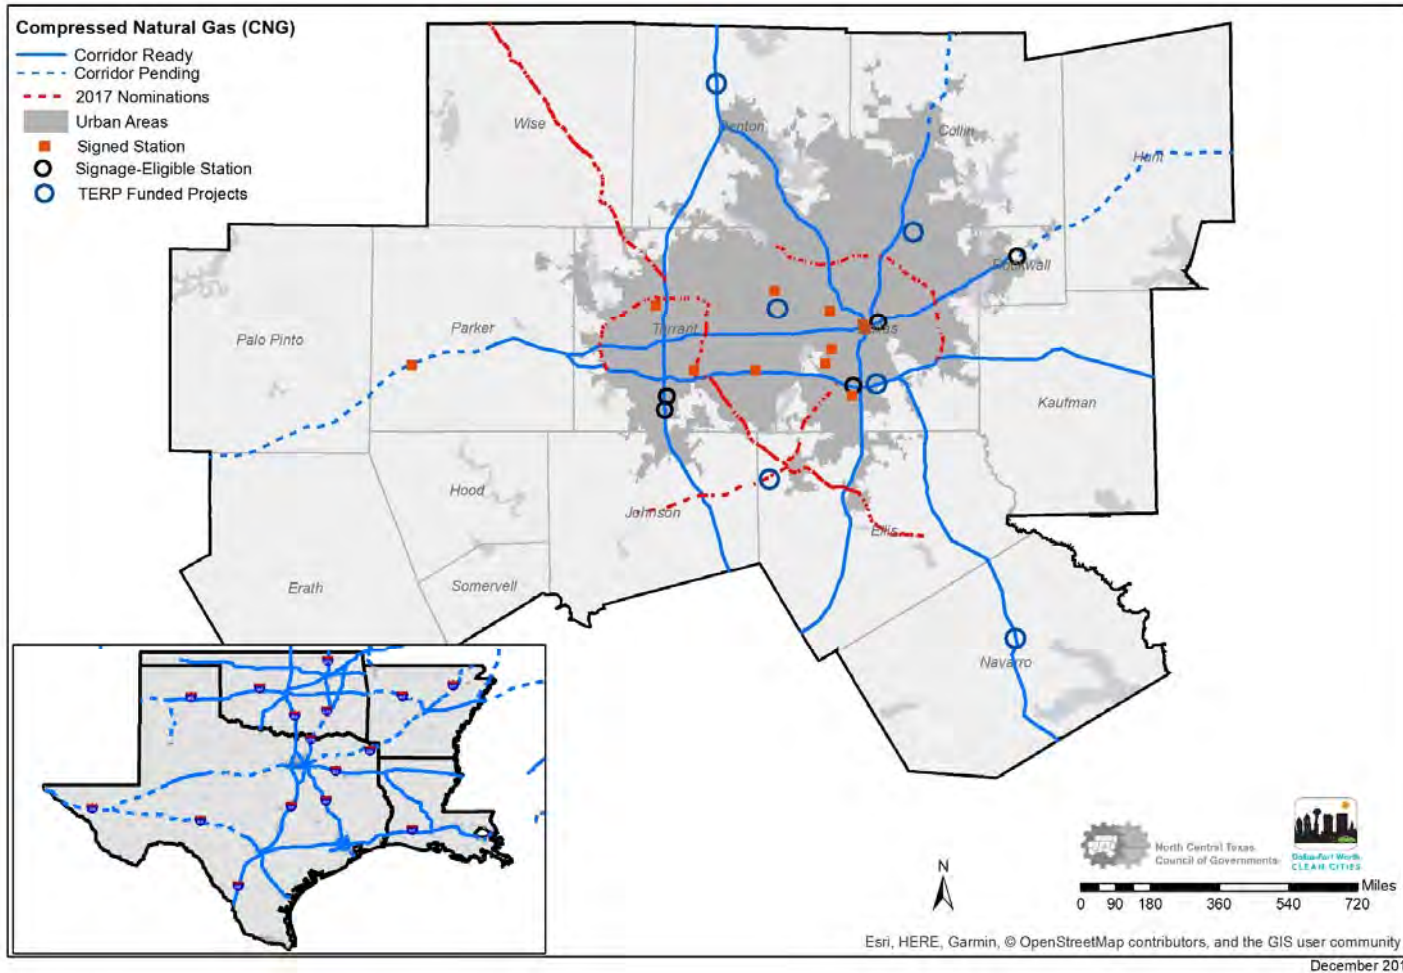 Compressed Natural Gas (CNG)
Corridor Ready
Corridor Pending
2017 Nominations
Urban Areas
Signed Station
Signage-Eligible Station
TERP Funded Projects
Wise
Denton
Collin
Hunt
Rockwall
Palo Pinto
Parker
Tarrant
Dallas
Kaufman
Hood
Johnson
Ellis
Erath
Somervell
Navarro
North Central Texas
Council of Governments
Dallas-Fort Worth
CLEAN CITIES
N
Miles
0 90 180 360 540 720
Esri, HERE, Garmin, © OpenStreetMap contributors, and the GIS user community
December 201